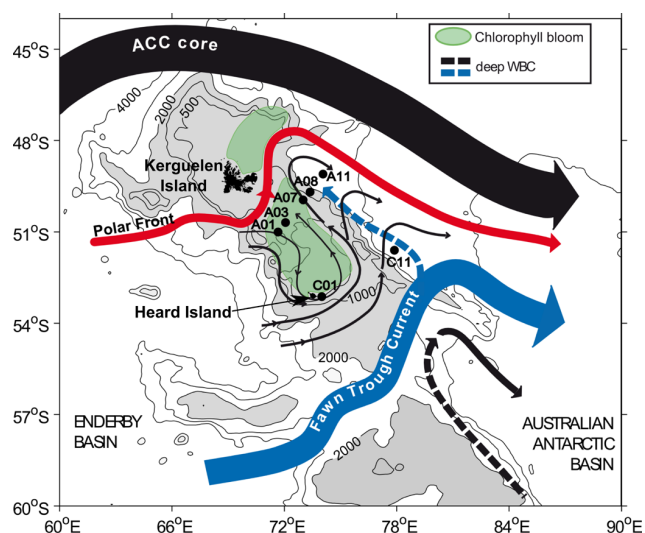 45°S
48°S
51°S
54°S
57°S
60°S
60°E
66°E
72°E
78°E
84°E
90°E
ACC core
Chlorophyll bloom
deep WBC
4000
2000
500
Kerguelen
Island
Polar Front
A11
A08
A07
A03
A01
C11
C01
1000
Heard Island
2000
Fawn Trough Current
ENDERBY
BASIN
2000
AUSTRALIAN
ANTARCTIC
BASIN